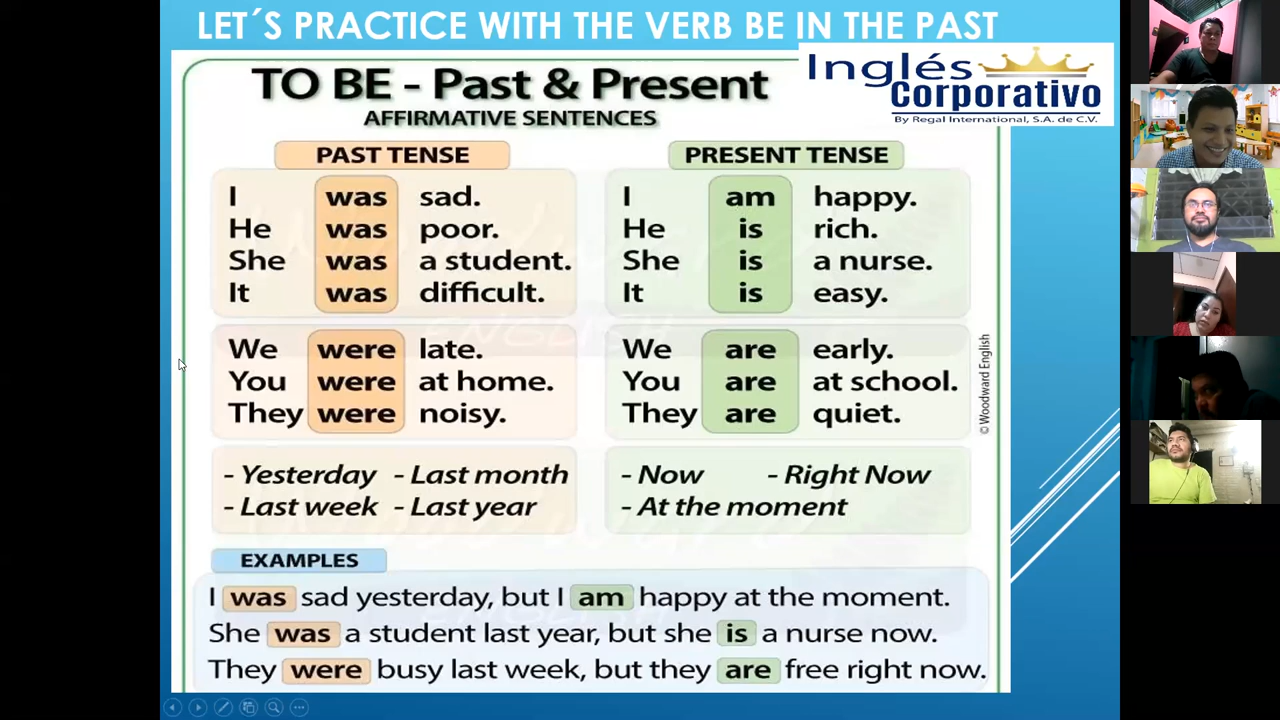 LET´S PRACTICE WITH THE VERB BE IN THE PAST
Inglés
Corporativo
By Regal International, S.A. de C.V.
TO BE - Past & Present
AFFIRMATIVE SENTENCES
PAST TENSE
I was sad.
He was poor.
She was a student.
It was difficult.
We were late.
You were at home.
They were noisy.
- Yesterday - Last month
- Last week - Last year
PRESENT TENSE
I am happy.
He is rich.
She is a nurse.
It is easy.
We are early.
You are at school.
They are quiet.
- Now - Right Now
- At the moment
© Woodward English
EXAMPLES
I was sad yesterday, but I am happy at the moment.
She was a student last year, but she is a nurse now.
They were busy last week, but they are free right now.